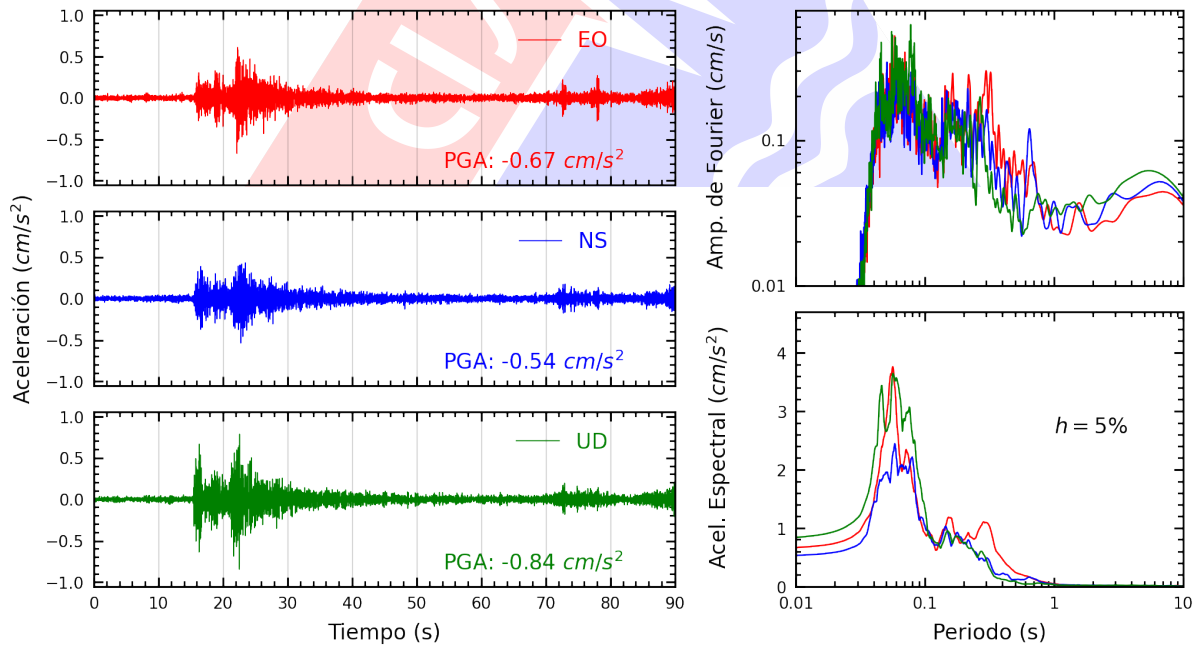 Aceleración (cm/s²)
1.0
0.5
0.0
−0.5
−1.0
EO
PGA: -0.67 cm/s²
1.0
0.5
0.0
−0.5
−1.0
NS
PGA: -0.54 cm/s²
1.0
0.5
0.0
−0.5
−1.0
UD
PGA: -0.84 cm/s²
0 10 20 30 40 50 60 70 80 90
Tiempo (s)
Amp. de Fourier (cm/s)
0.1
0.01
Acel. Espectral (cm/s²)
4
3
2
1
0
h = 5%
0.01 0.1 1 10
Periodo (s)